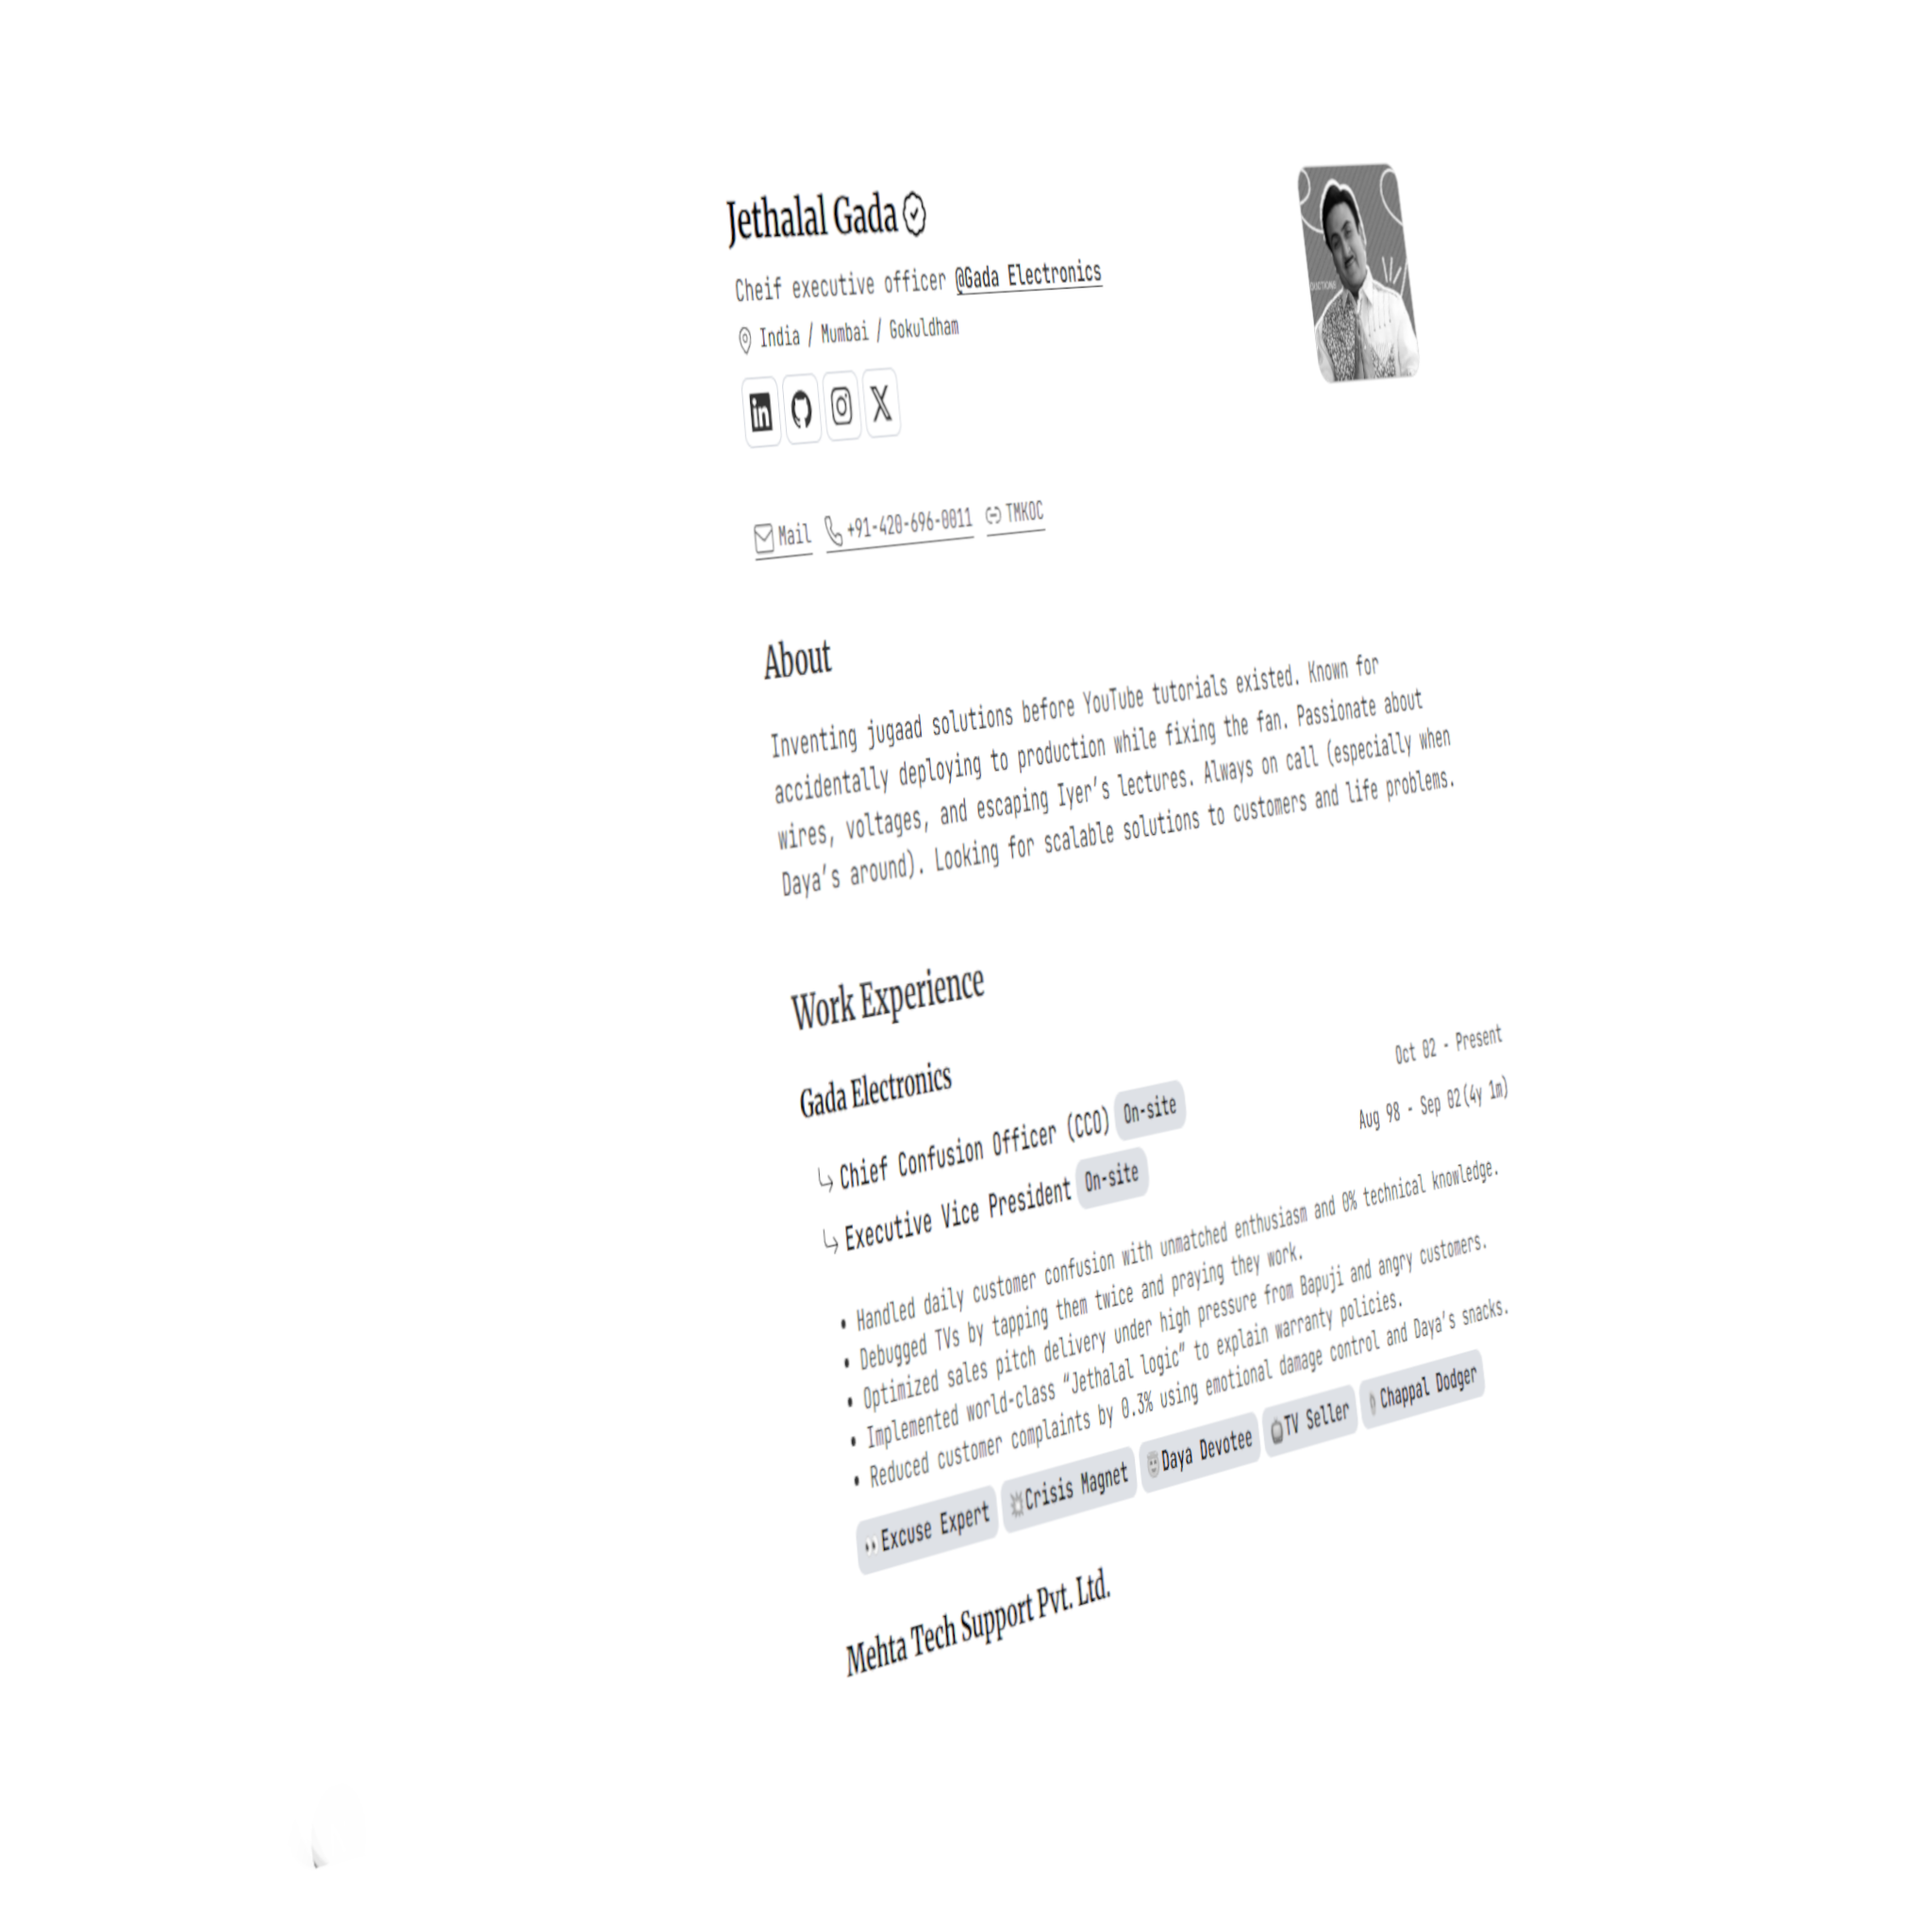 Jethalal Gada
Cheif executive officer @Gada Electronics
India / Mumbai / Gokuldham
in
Mail +91-420-696-0011 TMKOC
About
Inventing jugaad solutions before YouTube tutorials existed. Known for
accidentally deploying to production while fixing the fan. Passionate about
wires, voltages, and escaping Iyer’s lectures. Always on call (especially when
Daya’s around). Looking for scalable solutions to customers and life problems.
Work Experience
Gada Electronics
Oct 02 - Present
Chief Confusion Officer (CCO) On-site
Aug 98 - Sep 02(4y 1m)
Executive Vice President On-site
• Handled daily customer confusion with unmatched enthusiasm and 0% technical knowledge.
• Debugged TVs by tapping them twice and praying they work.
• Optimized sales pitch delivery under high pressure from Bapuji and angry customers.
• Implemented world-class “Jethalal logic” to explain warranty policies.
• Reduced customer complaints by 0.3% using emotional damage control and Daya’s snacks.
Excuse Expert Crisis Magnet Daya Devotee TV Seller Chappal Dodger
Mehta Tech Support Pvt. Ltd.